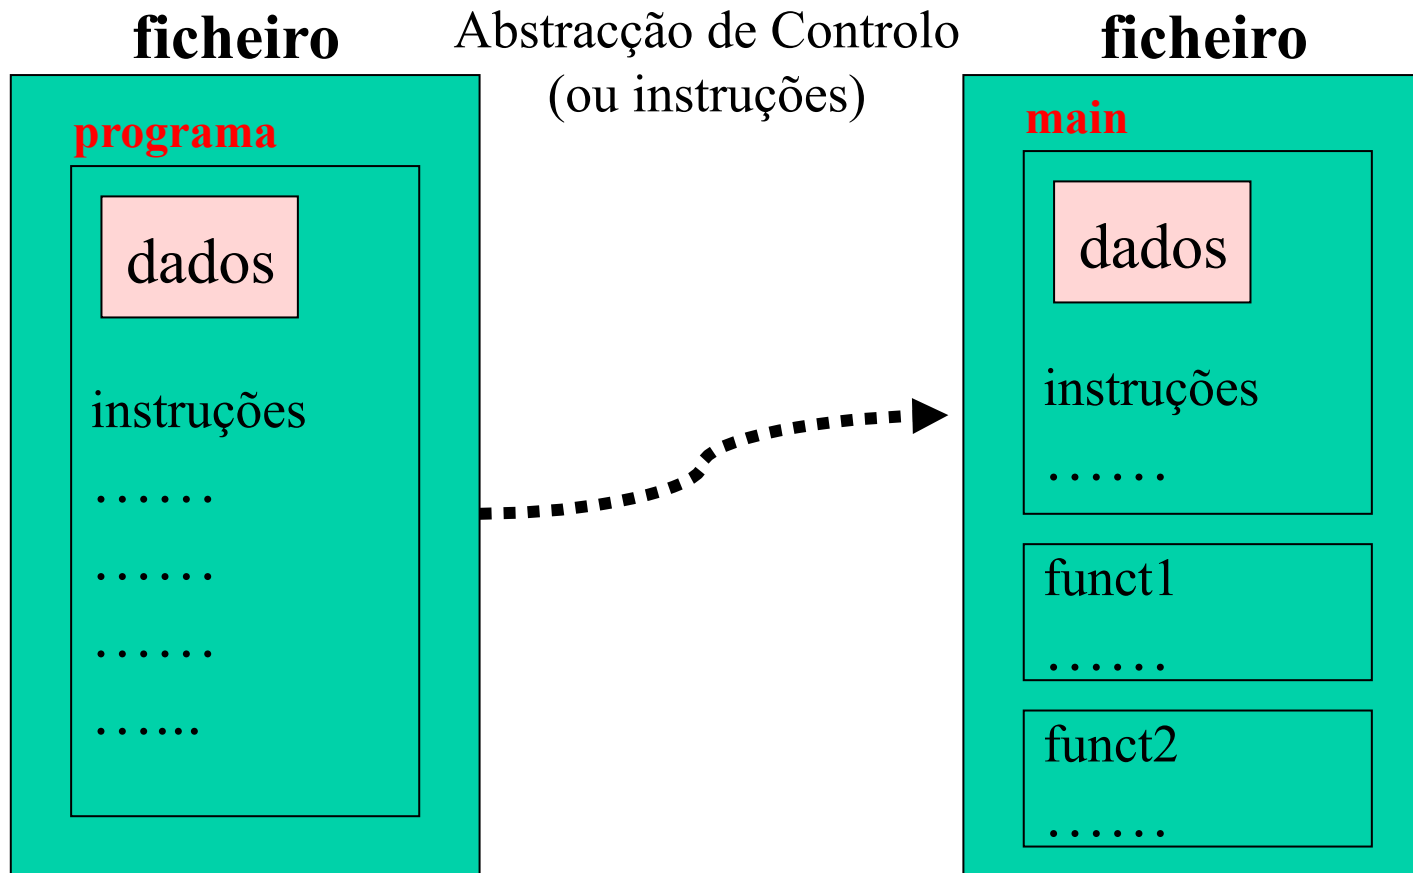 ficheiro
programa
dados
instruções
……
……
……
…...
Abstracção de Controlo
(ou instruções)
ficheiro
main
dados
instruções
……
funct1
……
funct2
……